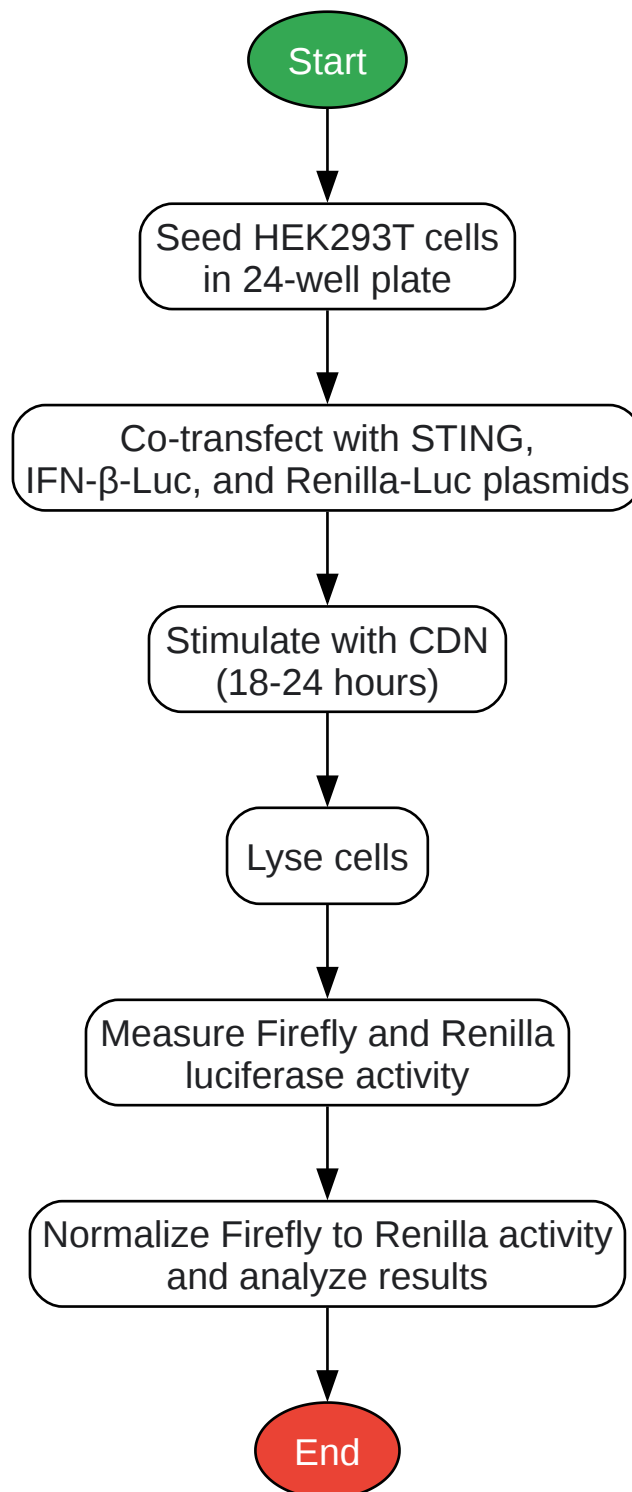 Start
Seed HEK293T cells
in 24-well plate
Co-transfect with STING,
IFN-β-Luc, and Renilla-Luc plasmids
Stimulate with CDN
(18-24 hours)
Lyse cells
Measure Firefly and Renilla
luciferase activity
Normalize Firefly to Renilla activity
and analyze results
End